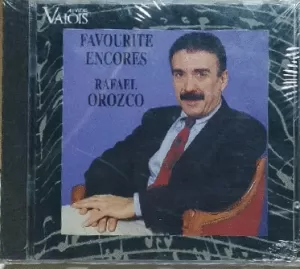 VALOIS
FAVOURITE
ENCORES
RAFAEL
OROZCO